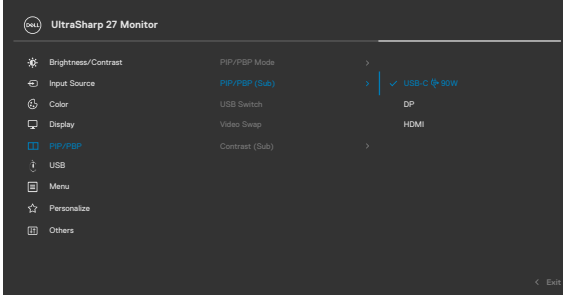 DELL UltraSharp 27 Monitor
Brightness/Contrast
Input Source
Color
Display
PIP/PBP
USB
Menu
Personalize
Others
PIP/PBP Mode
PIP/PBP (Sub)
USB Switch
Video Swap
Contrast (Sub)
USB-C 90W
DP
HDMI
Exit